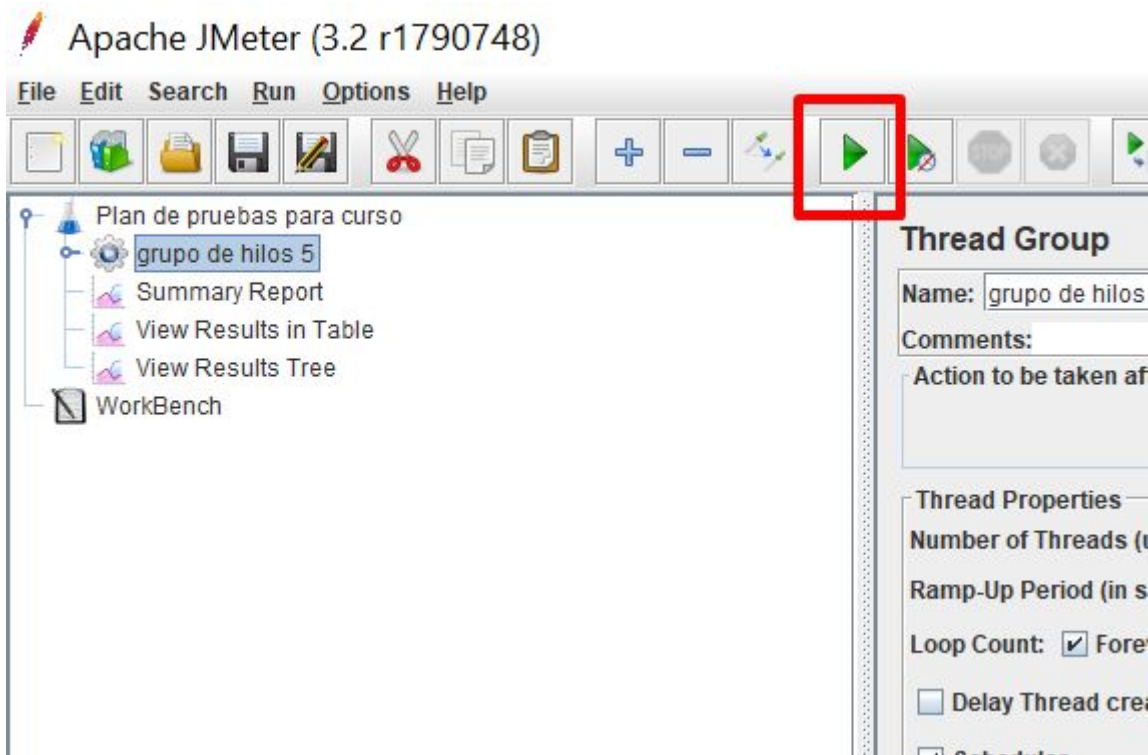 Apache JMeter (3.2 r1790748)
File Edit Search Run Options Help
STOP
Plan de pruebas para curso
grupo de hilos 5
Summary Report
View Results in Table
View Results Tree
WorkBench
Thread Group
Name: grupo de hilos
Comments:
Action to be taken af
Thread Properties
Number of Threads (u
Ramp-Up Period (in s
Loop Count: Forev
Delay Thread crea